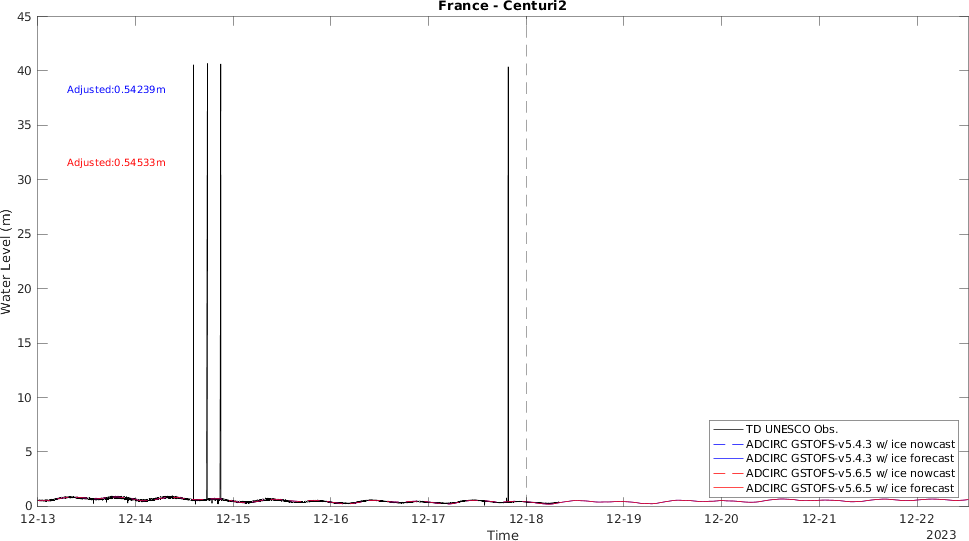 France - Centuri2
45
40
35
30
25
20
15
10
5
0
Water Level (m)
Adjusted:0.54239m
Adjusted:0.54533m
TD UNESCO Obs.
ADCIRC GSTOFS-v5.4.3 w/ ice nowcast
ADCIRC GSTOFS-v5.4.3 w/ ice forecast
ADCIRC GSTOFS-v5.6.5 w/ ice nowcast
ADCIRC GSTOFS-v5.6.5 w/ ice forecast
12-13 12-14 12-15 12-16 12-17 12-18 12-19 12-20 12-21 12-22
Time
2023